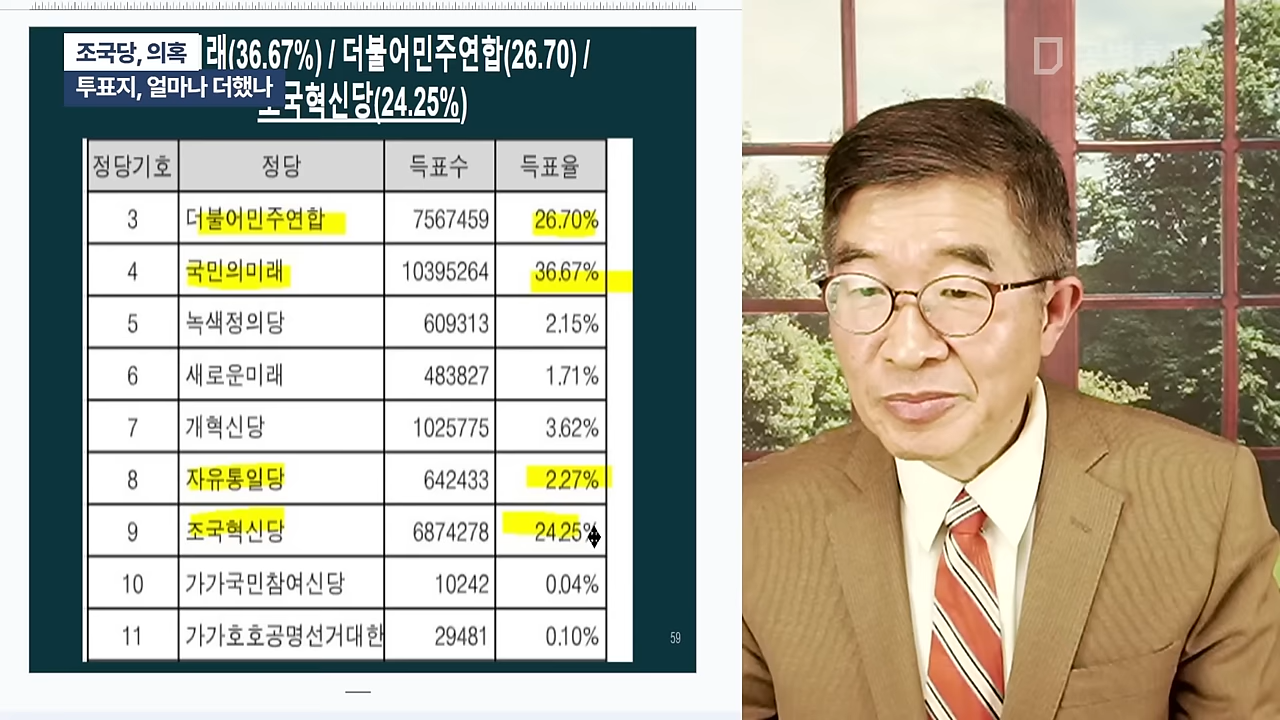 조국당, 의혹
투표지, 얼마나 더했나
래(36.67%) / 더불어민주연합(26.70) /
조국혁신당(24.25%)
정당기호 정당 득표수 득표율
3 더불어민주연합 7567459 26.70%
4 국민의미래 10395264 36.67%
5 녹색정의당 609313 2.15%
6 새로운미래 483827 1.71%
7 개혁신당 1025775 3.62%
8 자유통일당 642433 2.27%
9 조국혁신당 6874278 24.25%
10 가가국민참여신당 10242 0.04%
11 가가호호공명선거대한 29481 0.10%
59